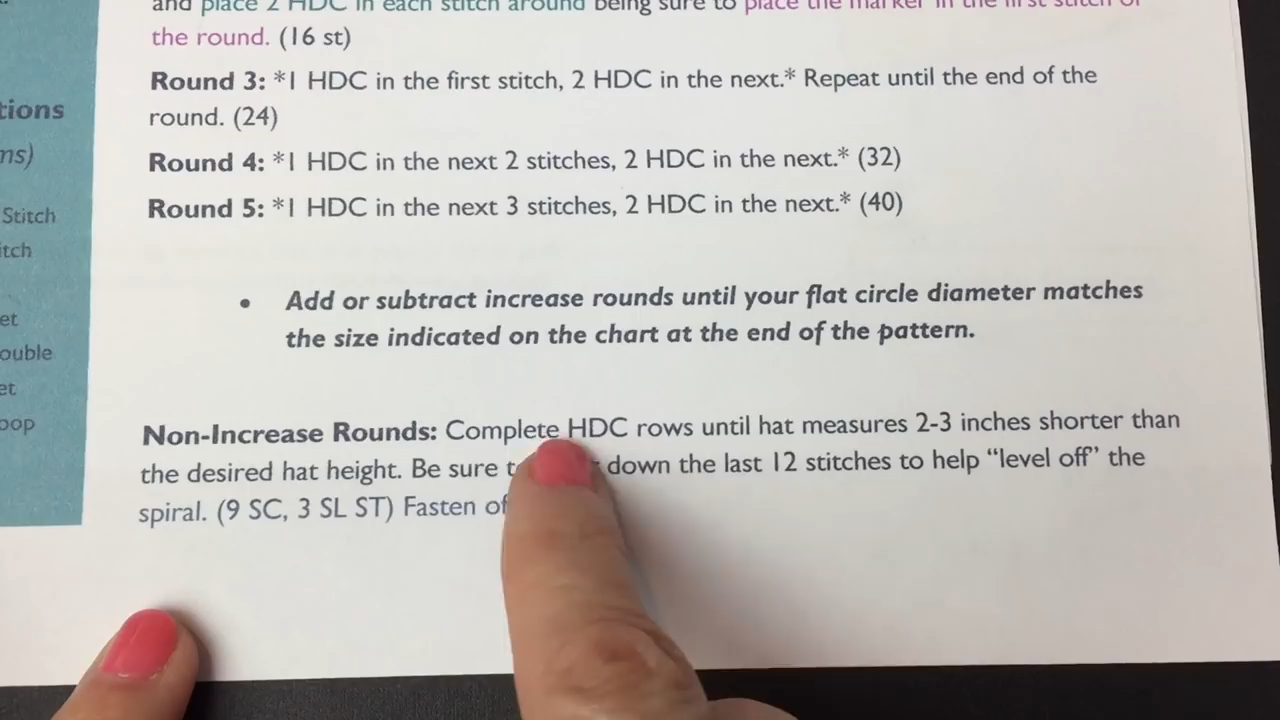 and place 2 HDC in each stitch around being sure to place the marker in the first stitch of
the round. (16 st)
Round 3: *1 HDC in the first stitch, 2 HDC in the next.* Repeat until the end of the
round. (24)
Round 4: *1 HDC in the next 2 stitches, 2 HDC in the next.* (32)
Round 5: *1 HDC in the next 3 stitches, 2 HDC in the next.* (40)
• Add or subtract increase rounds until your flat circle diameter matches
the size indicated on the chart at the end of the pattern.
Non-Increase Rounds: Complete HDC rows until hat measures 2-3 inches shorter than
the desired hat height. Be sure down the last 12 stitches to help “level off” the
spiral. (9 SC, 3 SL ST) Fasten
Stitch